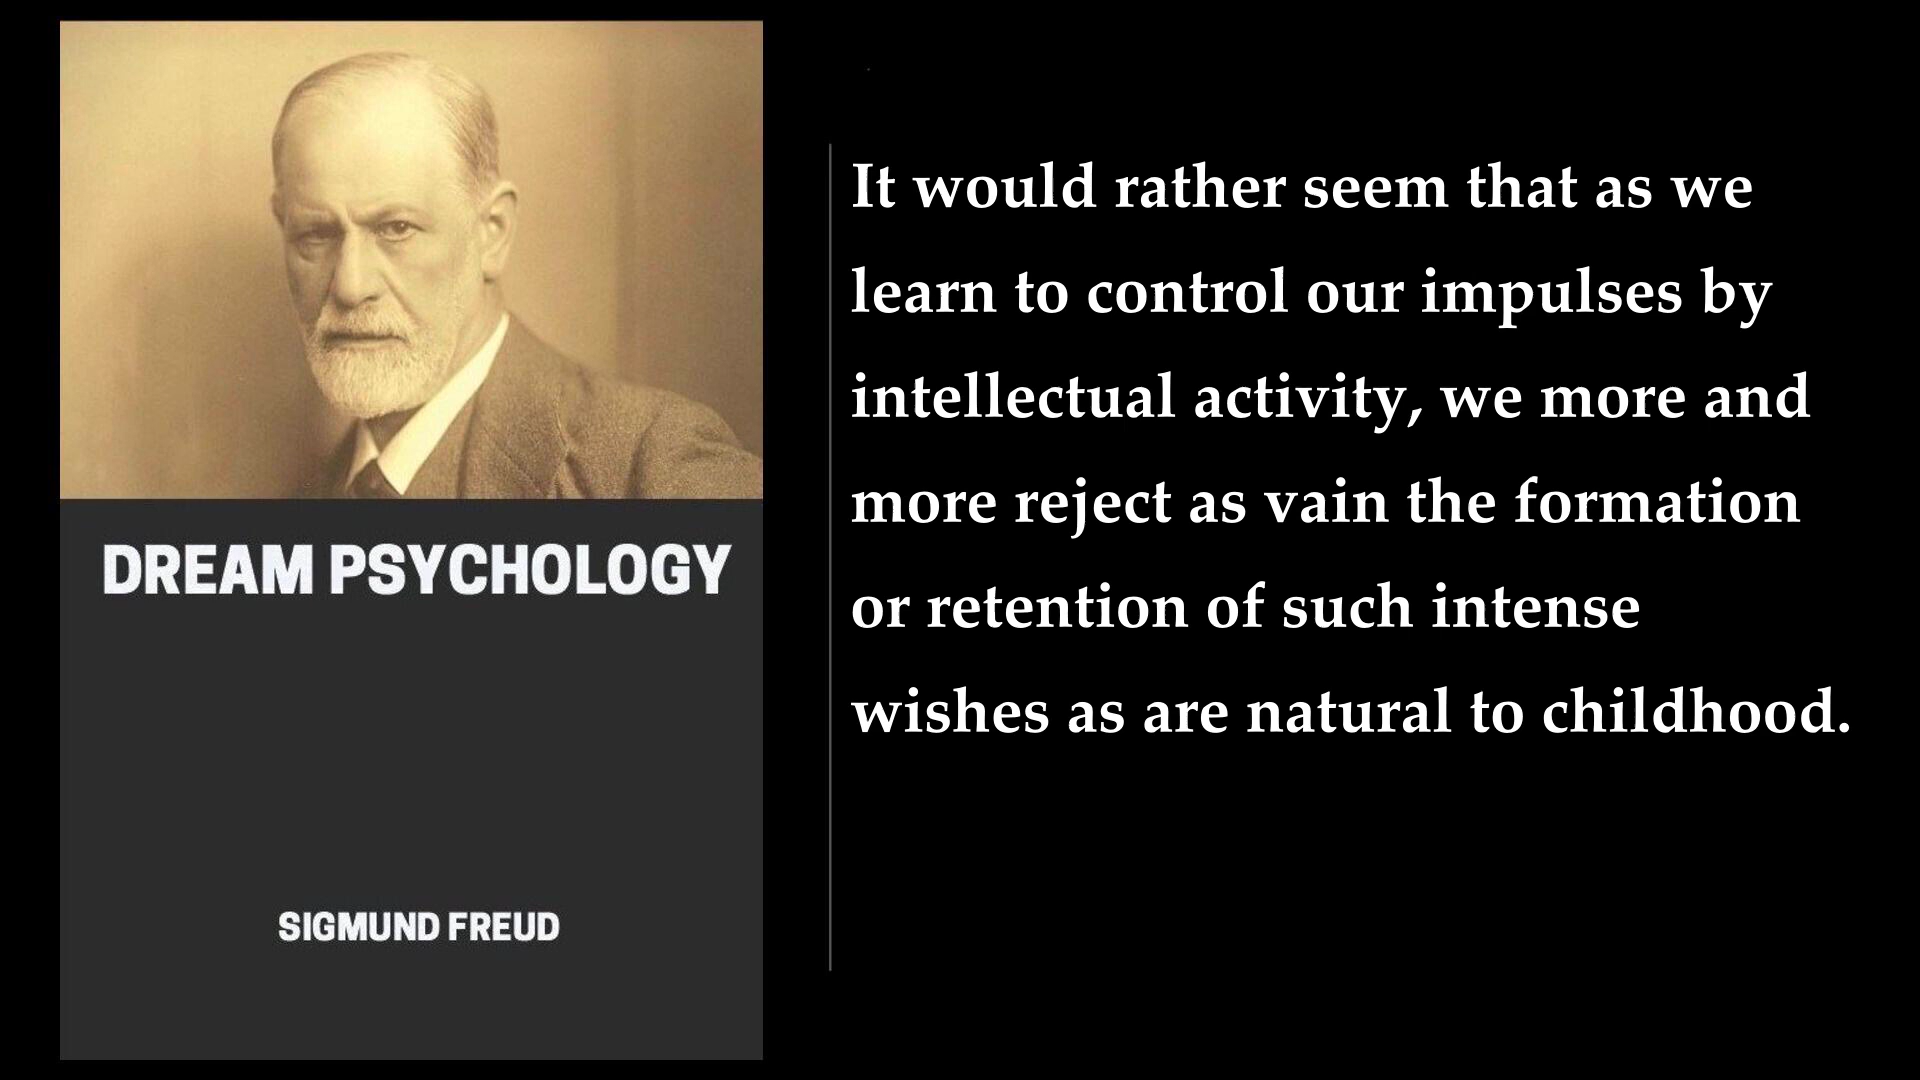 DREAM PSYCHOLOGY
SIGMUND FREUD
It would rather seem that as we
learn to control our impulses by
intellectual activity, we more and
more reject as vain the formation
or retention of such intense
wishes as are natural to childhood.